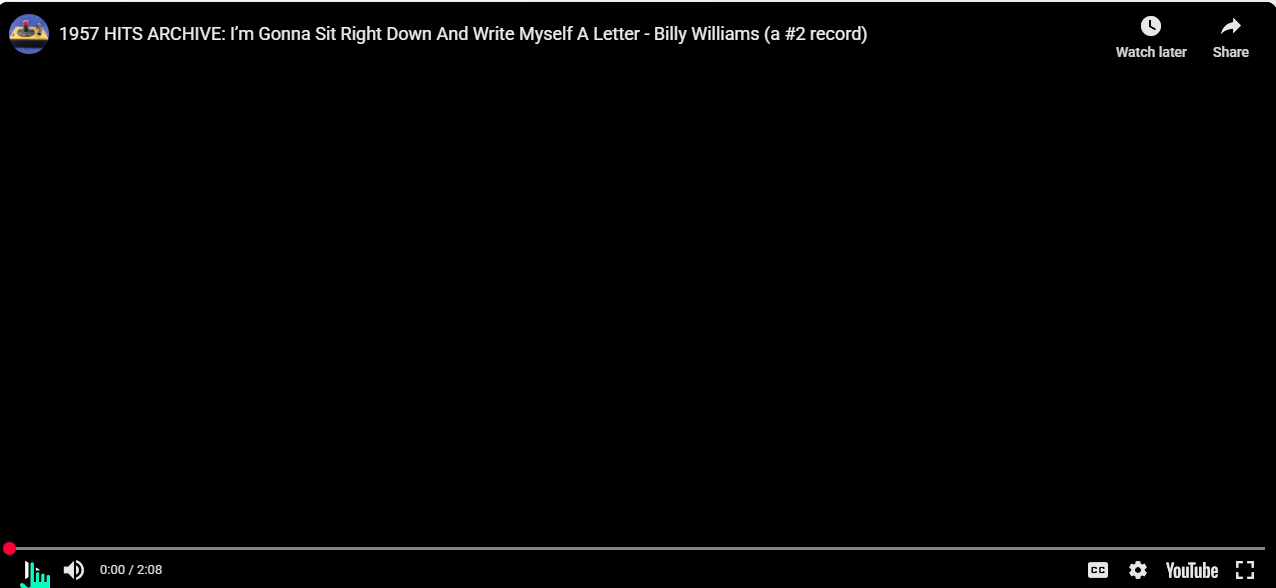 1957 HITS ARCHIVE: I’m Gonna Sit Right Down And Write Myself A Letter - Billy Williams (a #2 record)
Watch later
Share
0:00 / 2:08
CC
YouTube